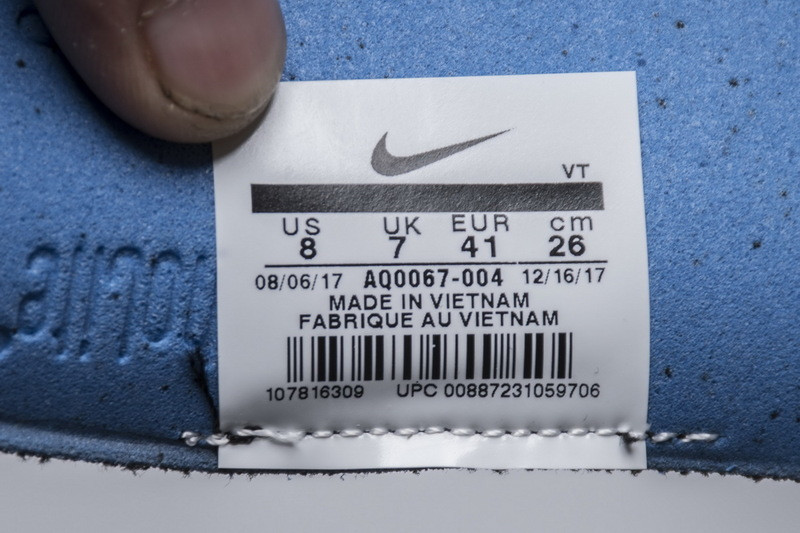 VT
US UK EUR cm
8 7 41 26
08/06/17 AQ0067-004 12/16/17
MADE IN VIETNAM
FABRIQUE AU VIETNAM
107816309 UPC 00887231059706